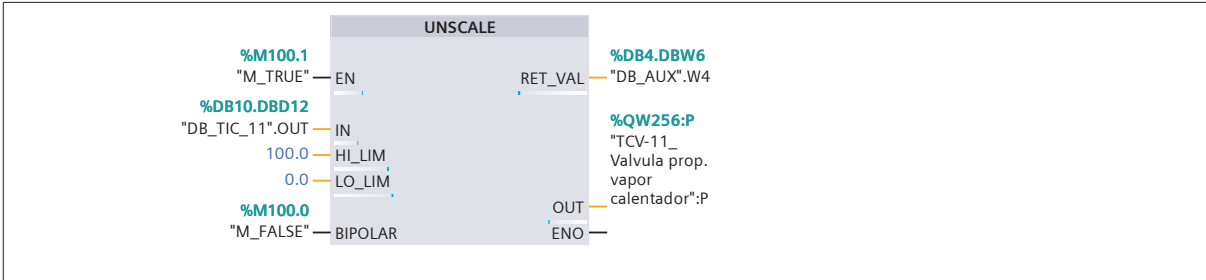 UNSCALE
%M100.1
"M_TRUE"
EN
%DB10.DBD12
"DB_TIC_11".OUT
IN
100.0
HI_LIM
0.0
LO_LIM
%M100.0
"M_FALSE"
BIPOLAR
%DB4.DBW6
RET_VAL
"DB_AUX".W4
%QW256:P
"TCV-11_
Valvula prop.
vapor
calentador":P
OUT
ENO